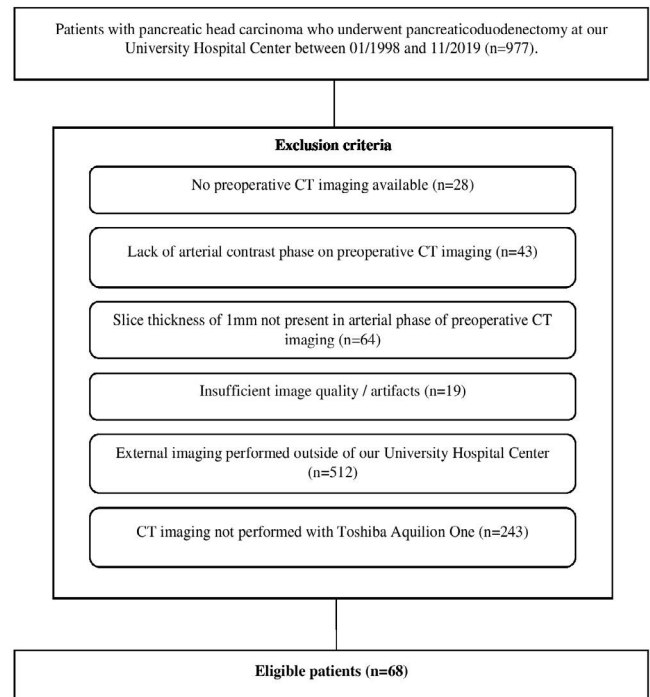 Patients with pancreatic head carcinoma who underwent pancreaticoduodenectomy at our
University Hospital Center between 01/1998 and 11/2019 (n=977).
Exclusion criteria
No preoperative CT imaging available (n=28)
Lack of arterial contrast phase on preoperative CT imaging (n=43)
Slice thickness of 1mm not present in arterial phase of preoperative CT
imaging (n=64)
Insufficient image quality / artifacts (n=19)
External imaging performed outside of our University Hospital Center
(n=512)
CT imaging not performed with Toshiba Aquilion One (n=243)
Eligible patients (n=68)